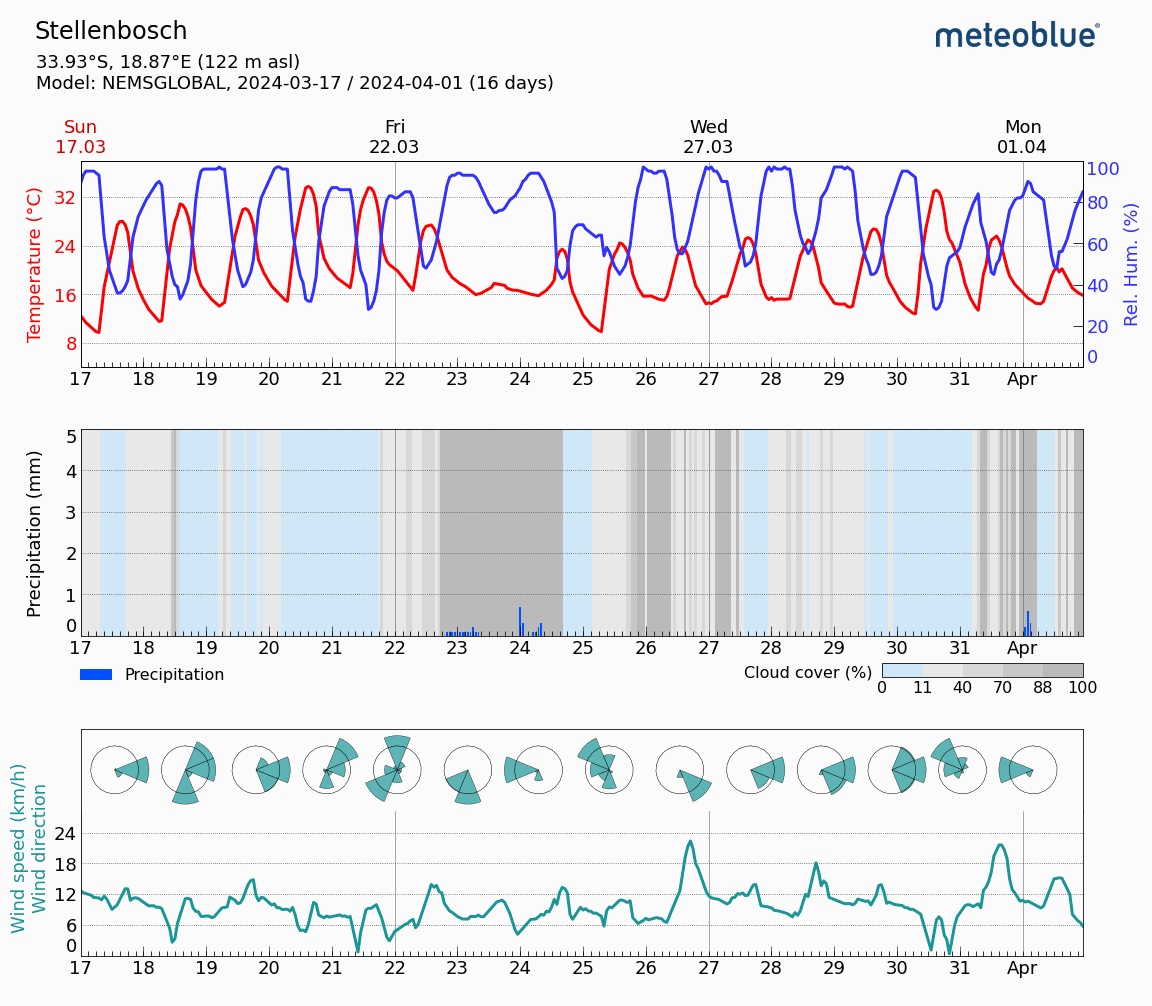 Stellenbosch
meteoblue®
33.93°S, 18.87°E (122 m asl)
Model: NEMSGLOBAL, 2024-03-17 / 2024-04-01 (16 days)
Sun Fri Wed Mon
17.03 22.03 27.03 01.04
Temperature (°C)
32
24
16
8
Rel. Hum. (%)
100
80
60
40
20
0
17 18 19 20 21 22 23 24 25 26 27 28 29 30 31 Apr
Precipitation (mm)
5
4
3
2
1
0
17 18 19 20 21 22 23 24 25 26 27 28 29 30 31 Apr
Precipitation
Cloud cover (%)
0 11 40 70 88 100
Wind speed (km/h)
Wind direction
24
18
12
6
0
17 18 19 20 21 22 23 24 25 26 27 28 29 30 31 Apr